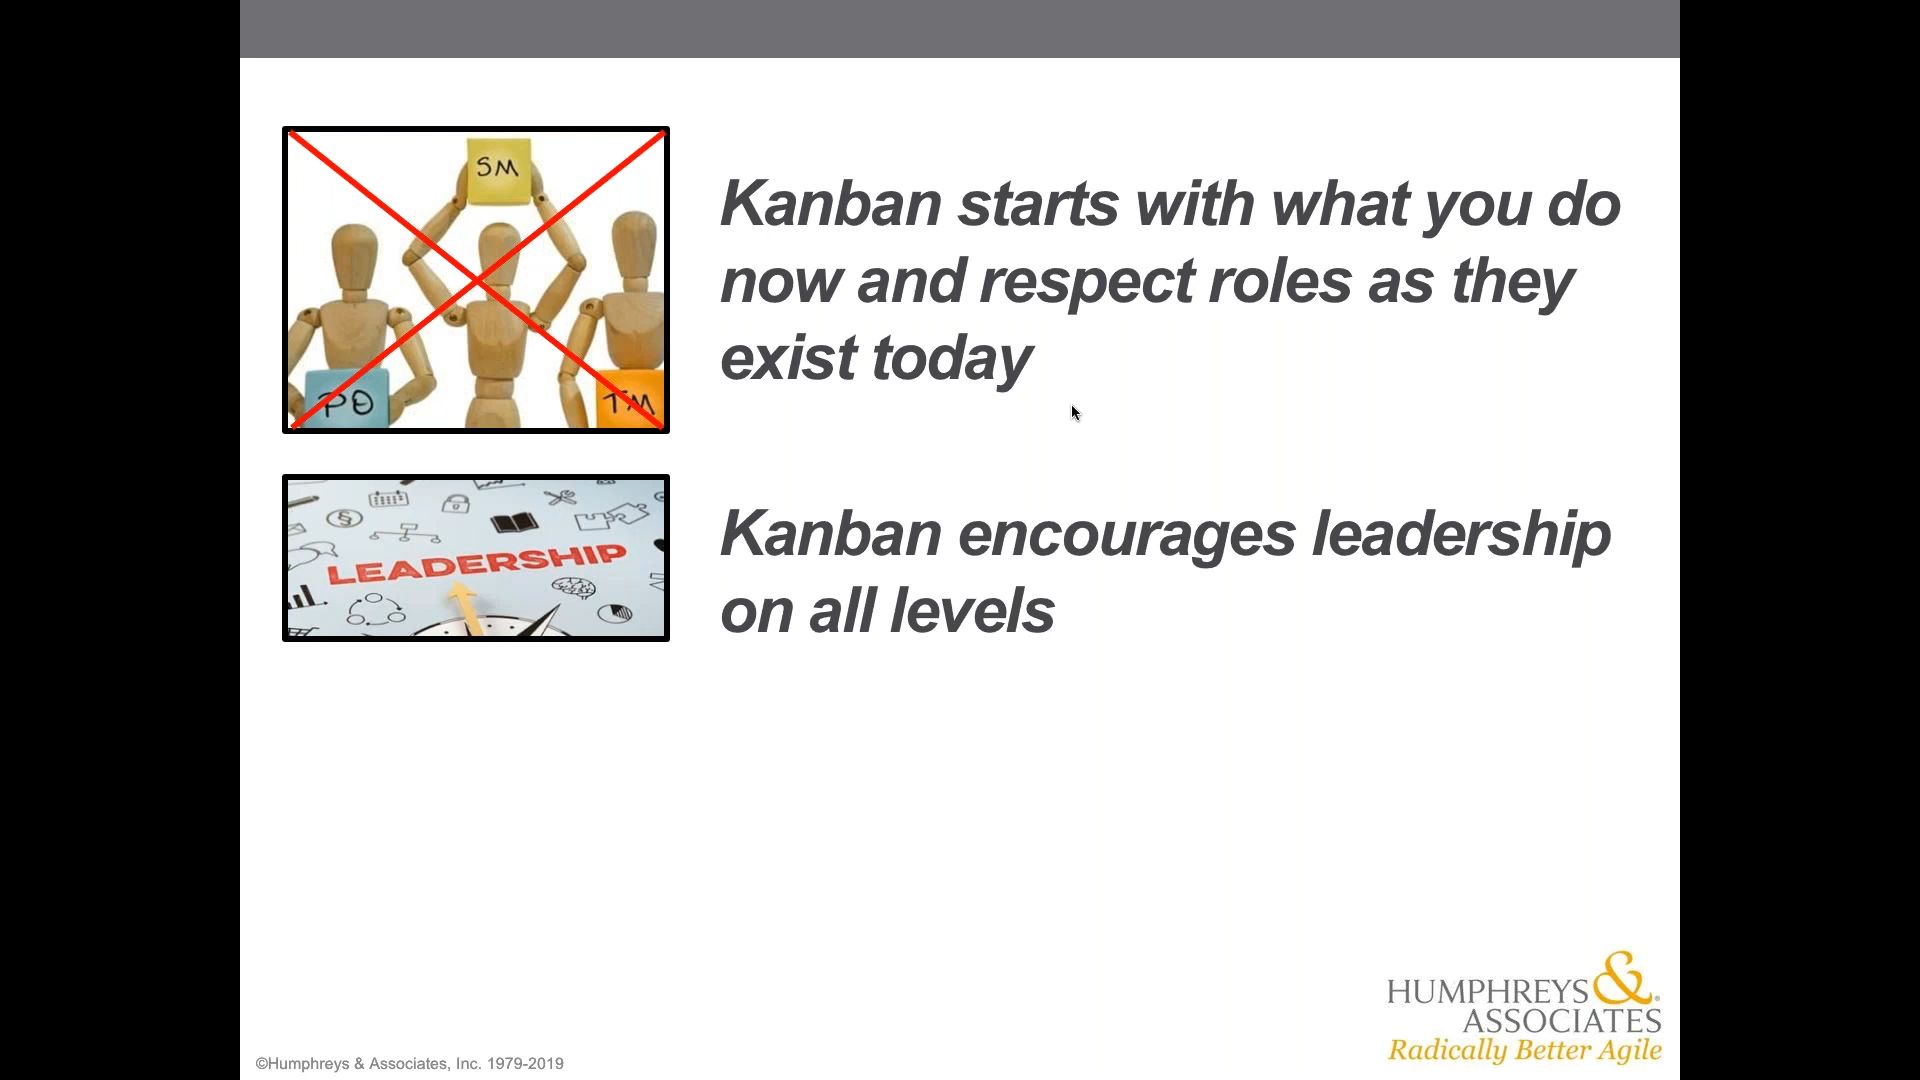 SM
PO
TM
Kanban starts with what you do
now and respect roles as they
exist today
LEADERSHIP
Kanban encourages leadership
on all levels
HUMPHREYS &
ASSOCIATES
Radically Better Agile
©Humphreys & Associates, Inc. 1979-2019